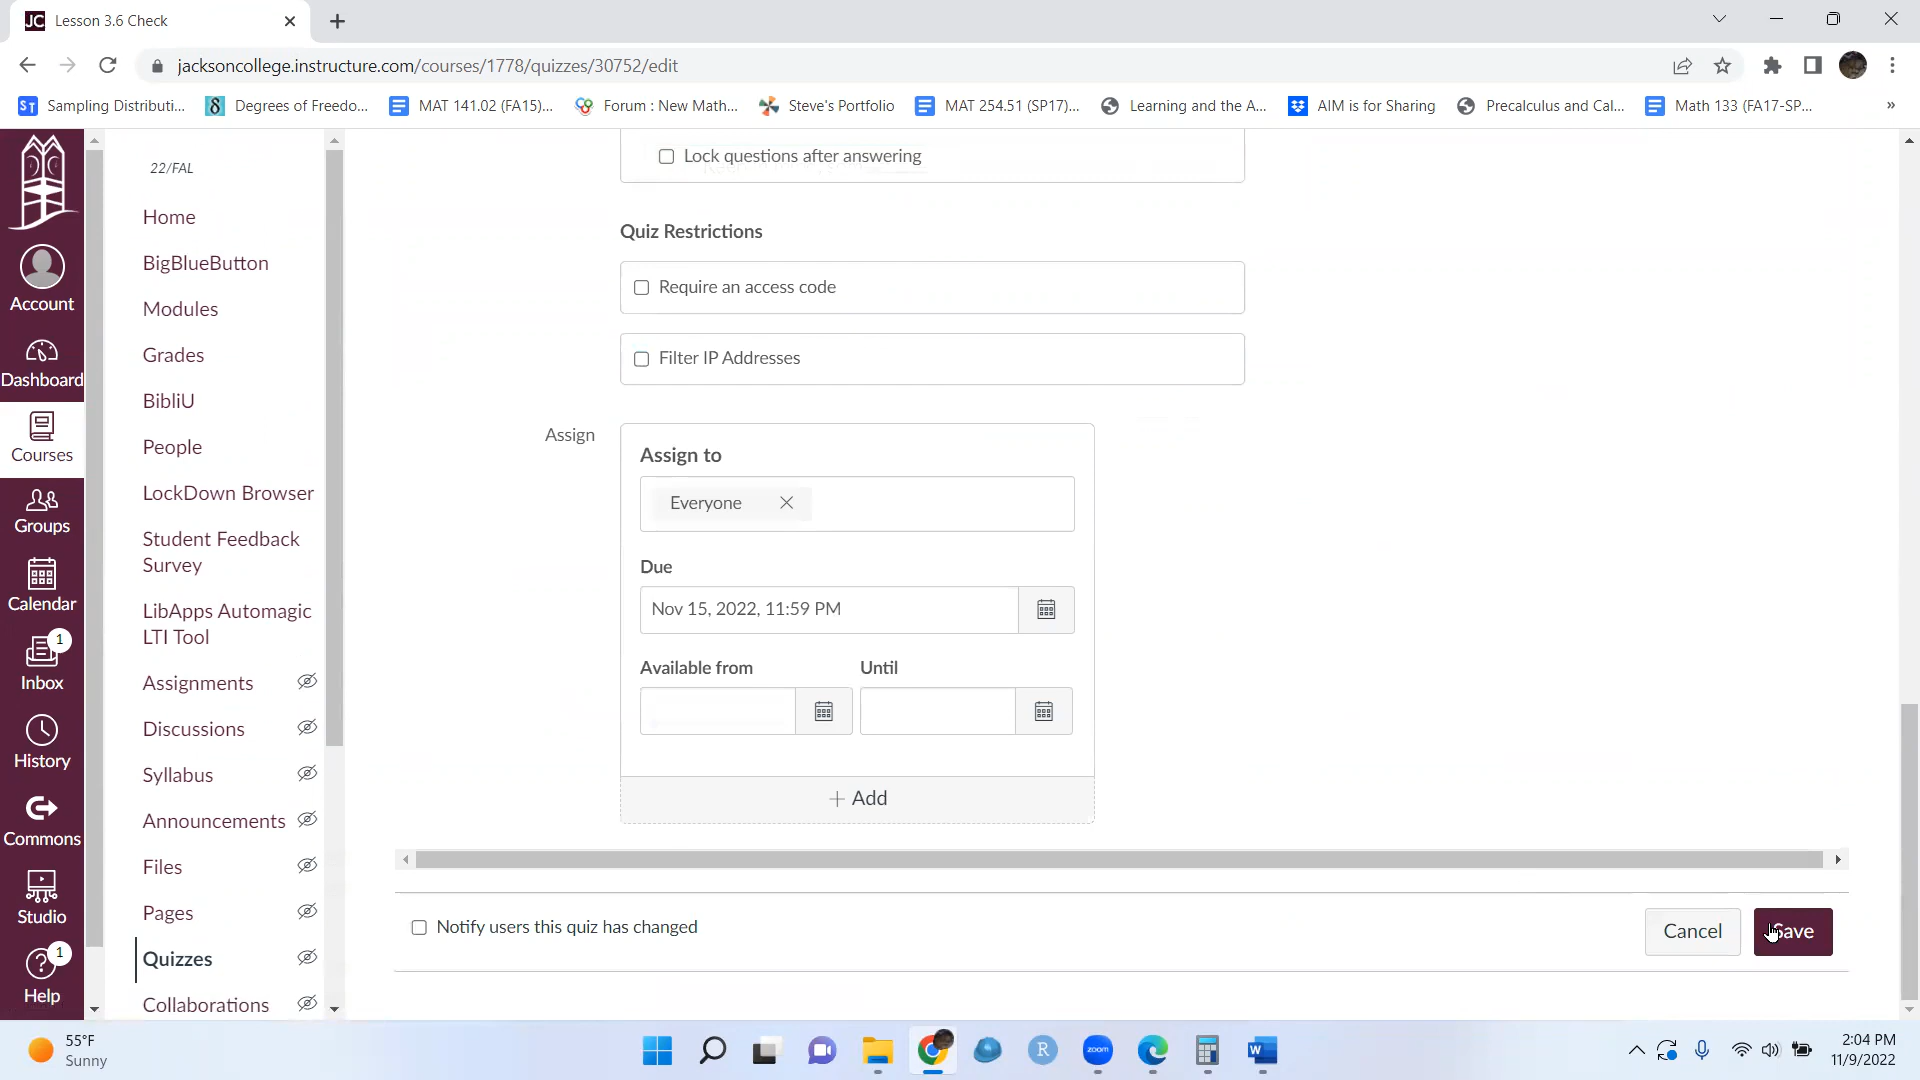 JC Lesson 3.6 Check
jacksoncollege.instructure.com/courses/1778/quizzes/30752/edit
ST Sampling Distributi... Degrees of Freedo... MAT 141.02 (FA15)... Forum : New Math... Steve's Portfolio MAT 254.51 (SP17)... Learning and the A... AIM is for Sharing Precalculus and Cal... Math 133 (FA17-SP... »
Account
Dashboard
Courses
Groups
Calendar
1
Inbox
History
Commons
Studio
1
Help
22/FAL
Home
BigBlueButton
Modules
Grades
BibliU
People
LockDown Browser
Student Feedback
Survey
LibApps Automagic
LTI Tool
Assignments
Discussions
Syllabus
Announcements
Files
Pages
Quizzes
Collaborations
Lock questions after answering
Quiz Restrictions
Require an access code
Filter IP Addresses
Assign
Assign to
Everyone
Due
Nov 15, 2022, 11:59 PM
Available from Until
+ Add
Notify users this quiz has changed
Cancel Save
55°F
Sunny
R
zoom
W
2:04 PM
11/9/2022